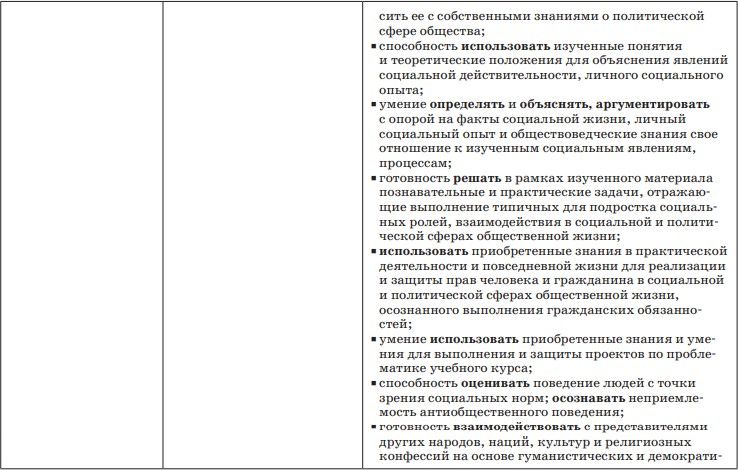 сить ее с собственными знаниями о политической
сфере общества;
▪ способность использовать изученные понятия
и теоретические положения для объяснения явлений
социальной действительности, личного социального
опыта;
▪ умение определять и объяснять, аргументировать
с опорой на факты социальной жизни, личный
социальный опыт и обществоведческие знания свое
отношение к изученным социальным явлениям,
процессам;
▪ готовность решать в рамках изученного материала
познавательные и практические задачи, отражаю-
щие выполнение типичных для подростка социаль-
ных ролей, взаимодействия в социальной и полити-
ческой сферах общественной жизни;
▪ использовать приобретенные знания в практической
деятельности и повседневной жизни для реализации
и защиты прав человека и гражданина в социальной
и политической сферах общественной жизни,
осознанного выполнения гражданских обязанно-
стей;
▪ умение использовать приобретенные знания и уме-
ния для выполнения и защиты проектов по пробле-
матике учебного курса;
▪ способность оценивать поведение людей с точки
зрения социальных норм; осознавать неприемле-
мость антиобщественного поведения;
▪ готовность взаимодействовать с представителями
других народов, наций, культур и религиозных
конфессий на основе гуманистических и демократи-